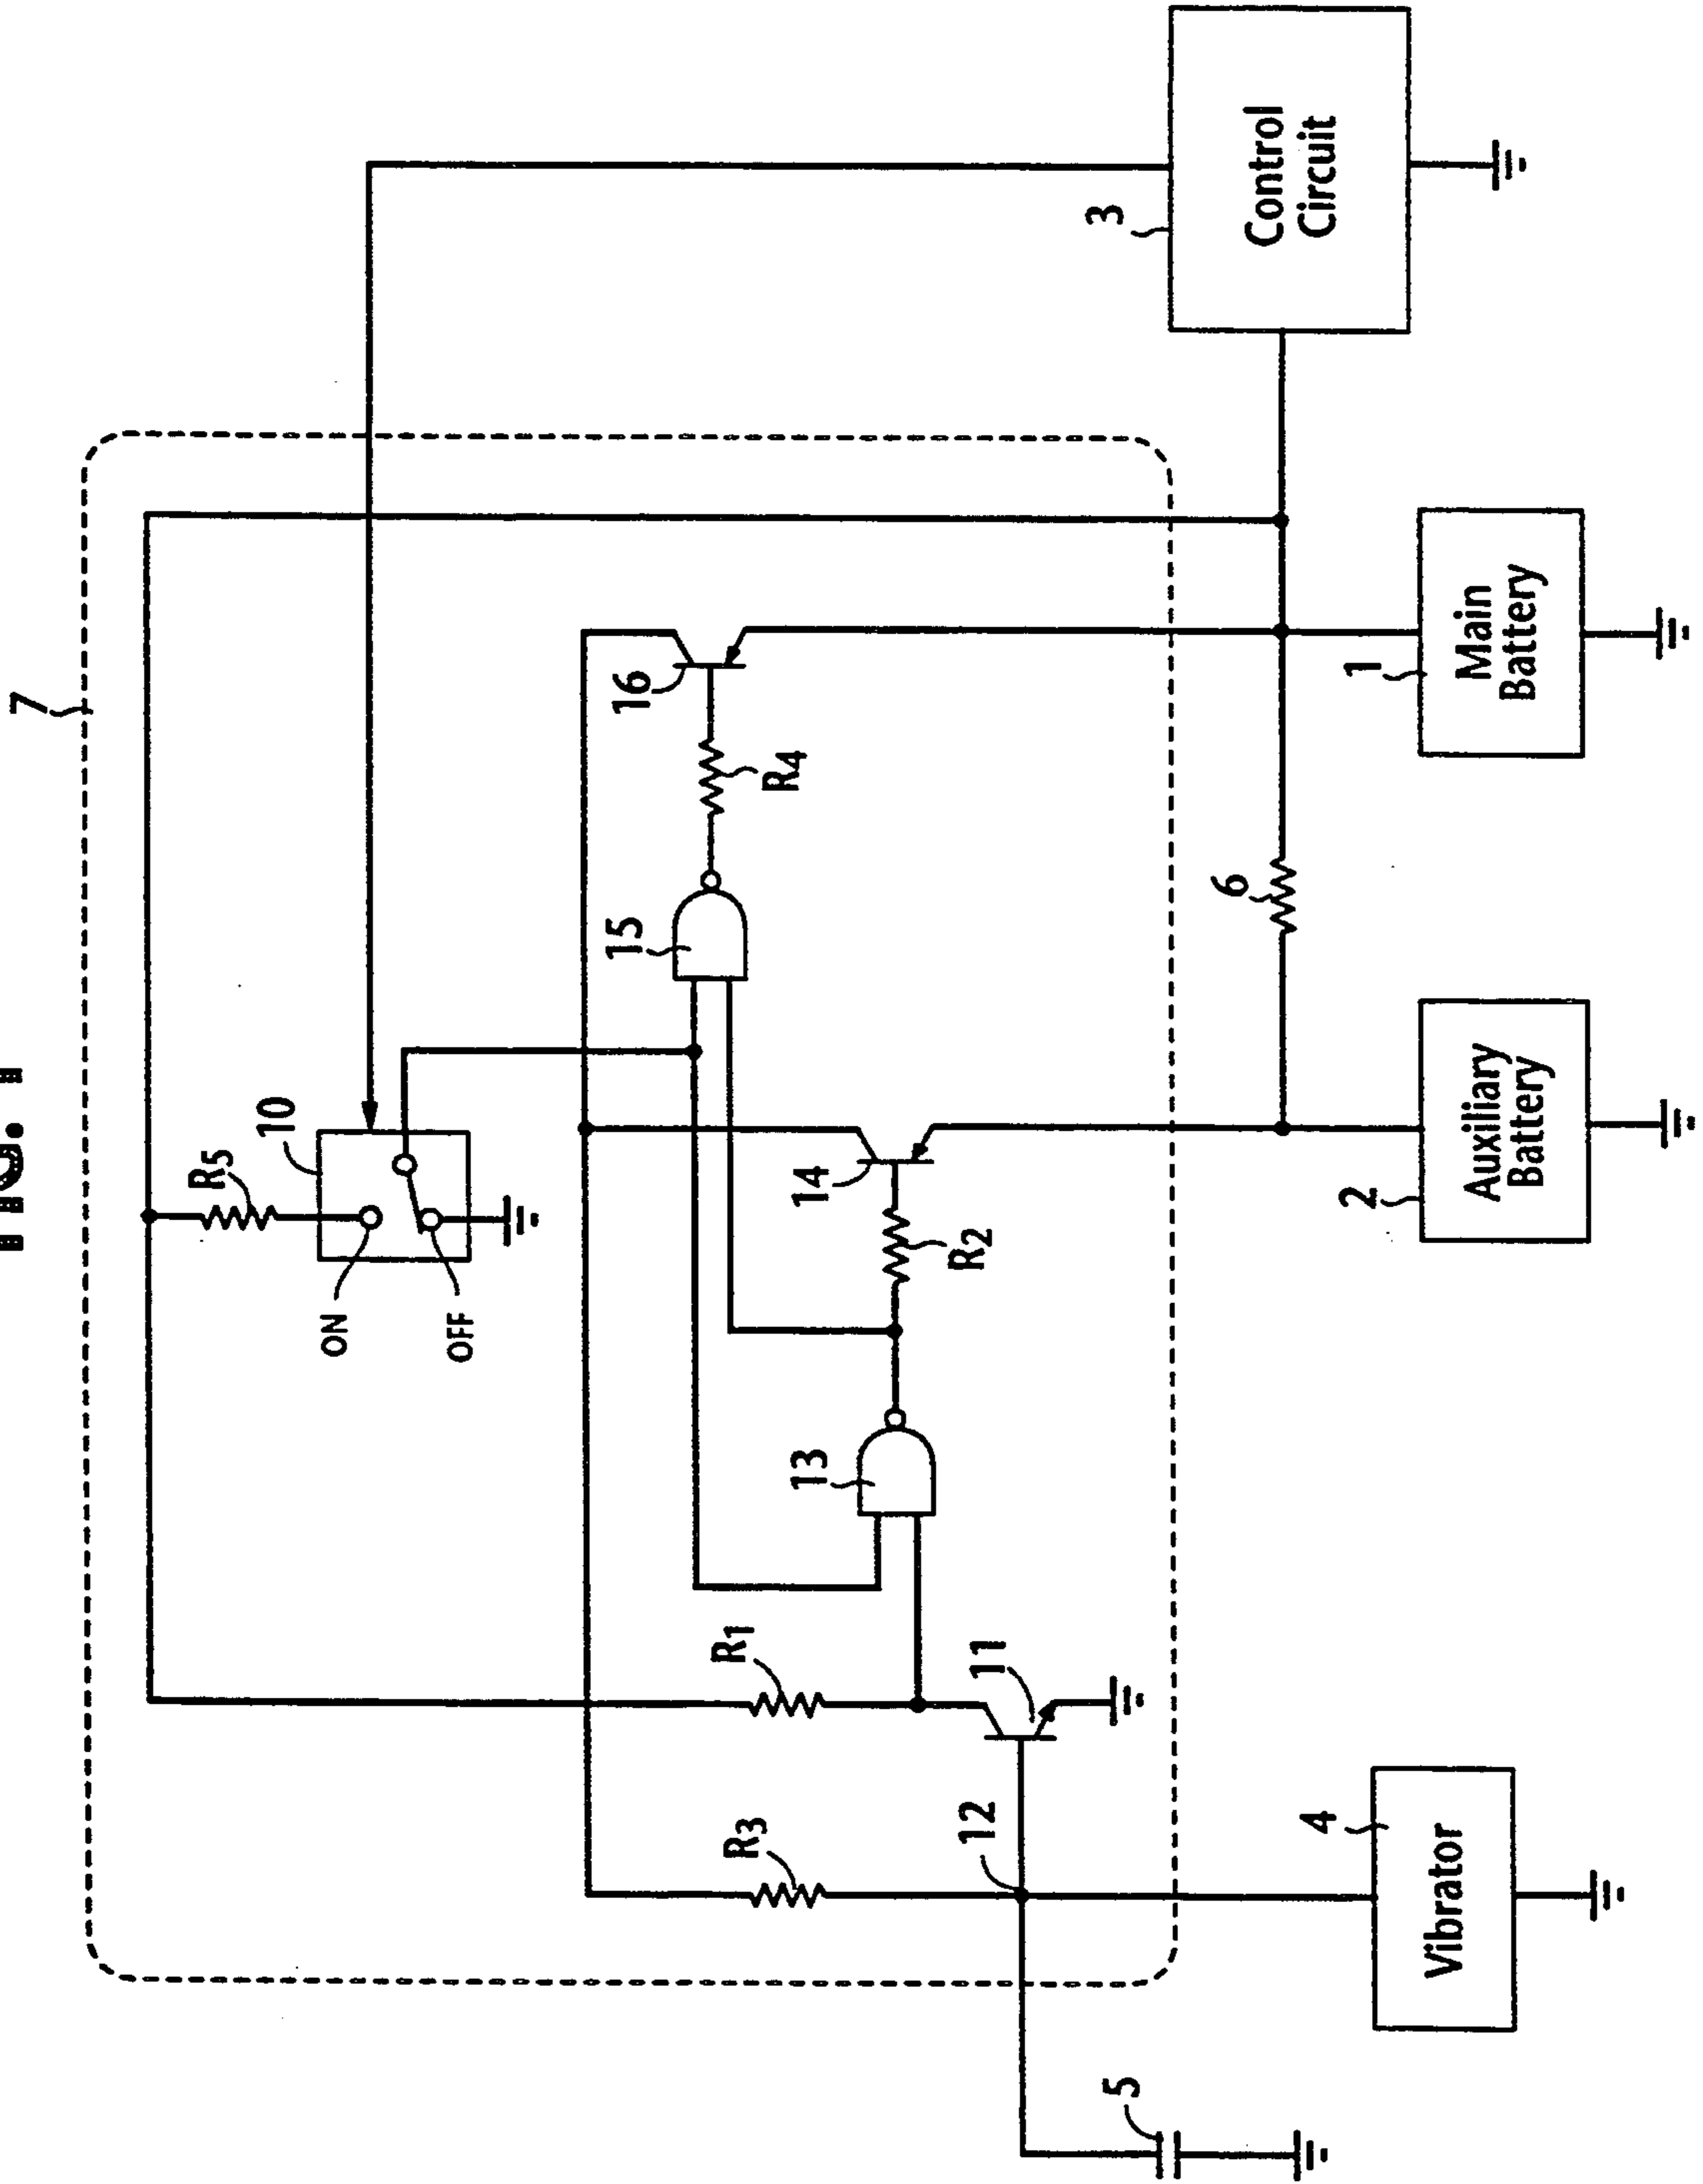 7
R5
10
ON
OFF
15
16
R3
R1
R4
13
14
R2
12
11
5
6
3
Control
Circuit
4
2
1
Vibrator
Auxiliary
Battery
Main
Battery